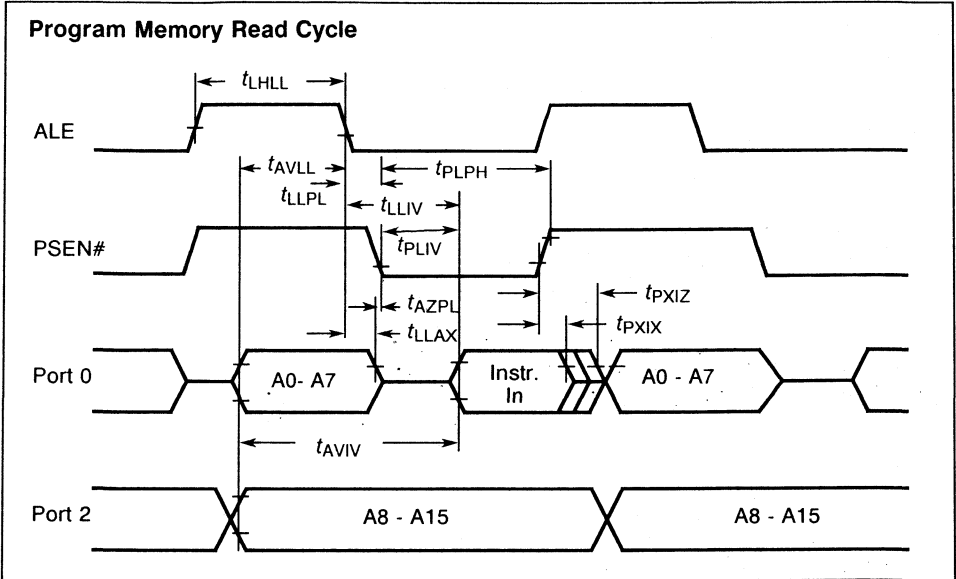 Program Memory Read Cycle
tLHLL
ALE
tAVLL
tPLPH
tLLPL
tLLIV
PSEN#
tPLIV
tAZPL
tPXIZ
tLLAX
tPXIX
Port 0
A0- A7
Instr.
In
A0 - A7
tAVIV
Port 2
A8 - A15
A8 - A15